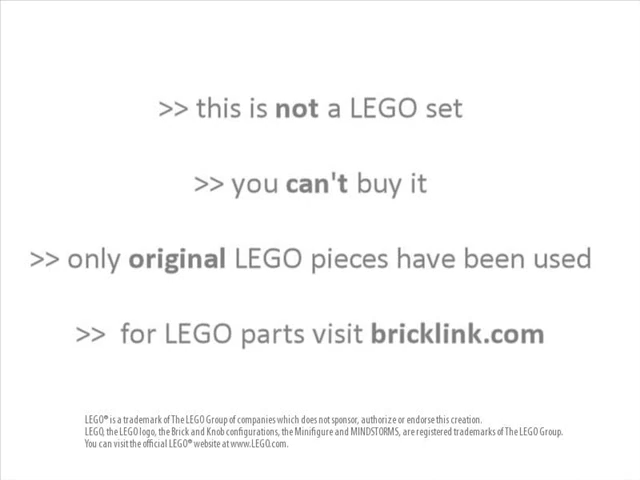 >> this is not a LEGO set
>> you can't buy it
>> only original LEGO pieces have been used
>> for LEGO parts visit bricklink.com
LEGO® is a trademark of The LEGO Group of companies which does not sponsor, authorize or endorse this creation.
LEGO, the LEGO logo, the Brick and Knob configurations, the Minifigure and MINDSTORMS, are registered trademarks of The LEGO Group.
You can visit the official LEGO® website at www.LEGO.com.